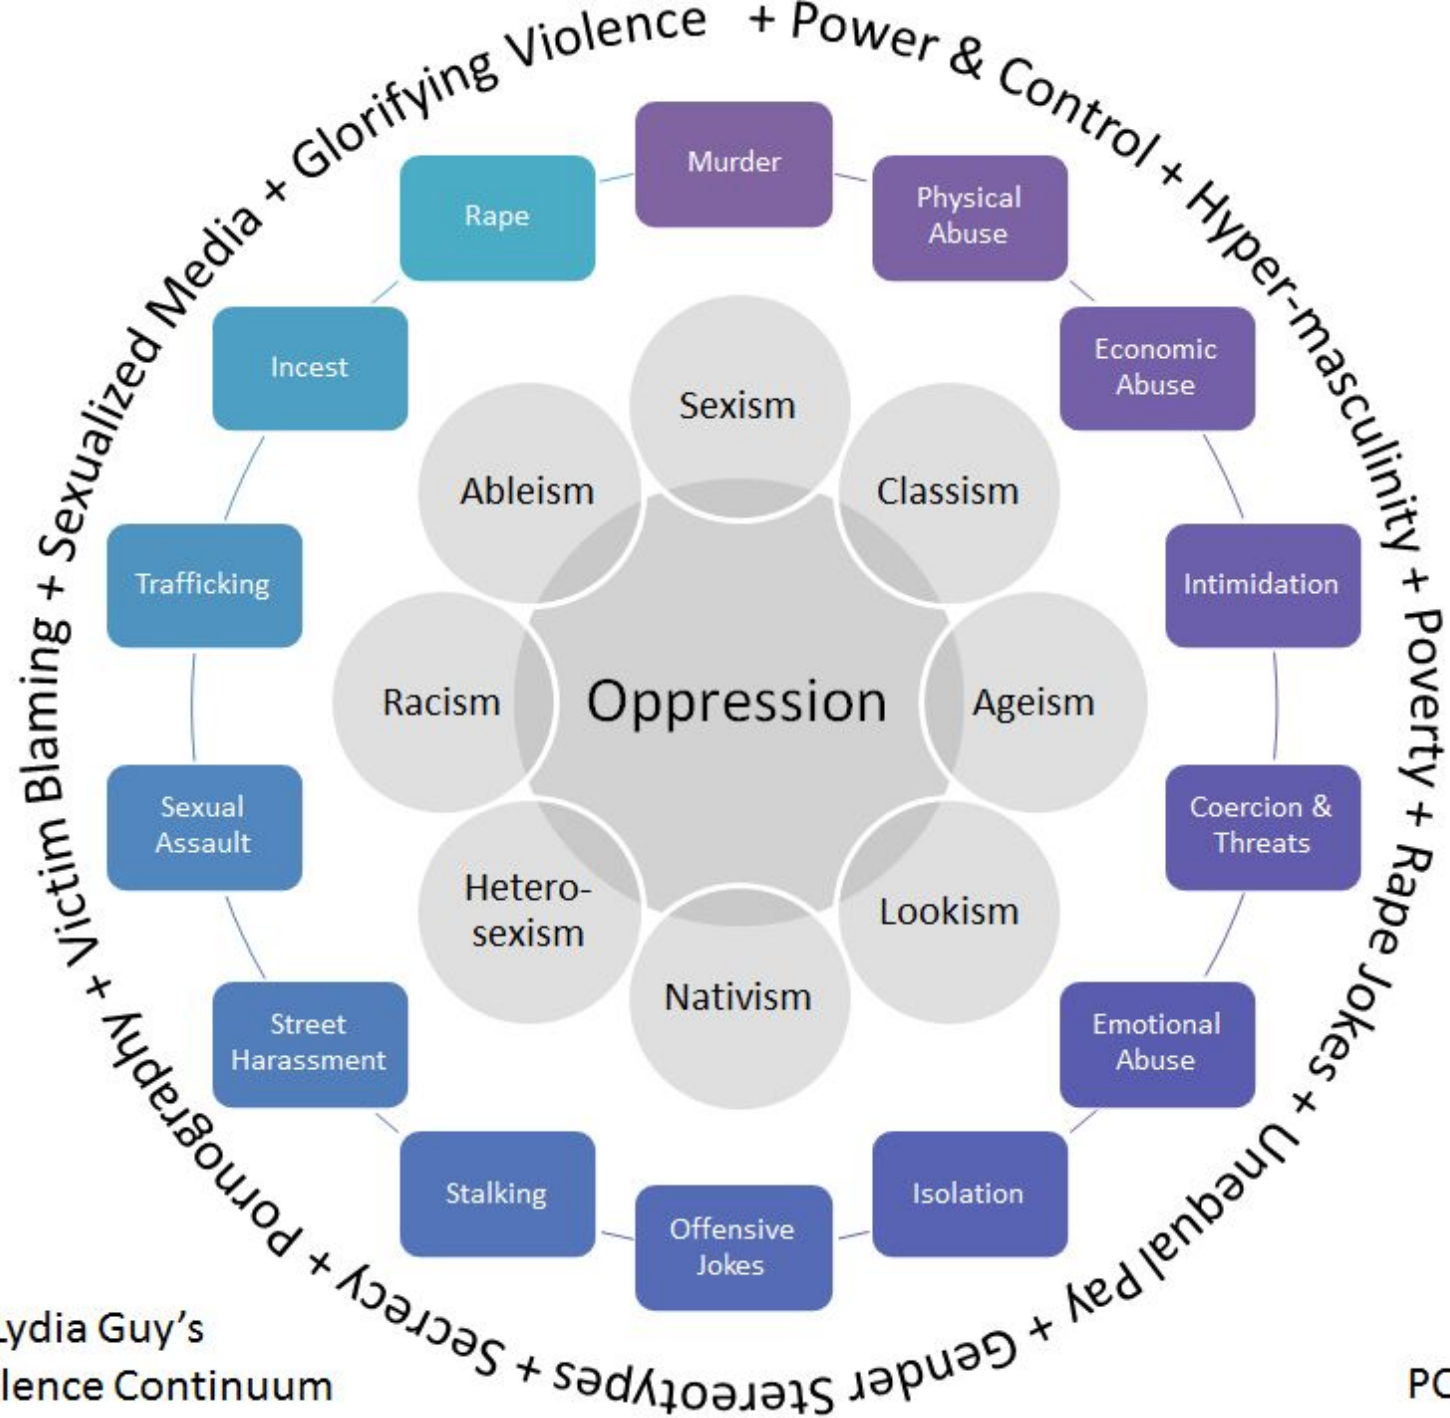 + Power & Control + Hyper-masculinity + Poverty + Rape Jokes + Unequal Pay + Gender Stereotypes + Secrecy + Pornography + Victim Blaming + Sexualized Media + Glorifying Violence
Murder
Physical
Abuse
Economic
Abuse
Intimidation
Coercion &
Threats
Emotional
Abuse
Isolation
Offensive
Jokes
Stalking
Street
Harassment
Sexual
Assault
Trafficking
Incest
Rape
Sexism
Classism
Ageism
Lookism
Nativism
Hetero-
sexism
Racism
Ableism
Oppression
Lydia Guy’s
lence Continuum
PC